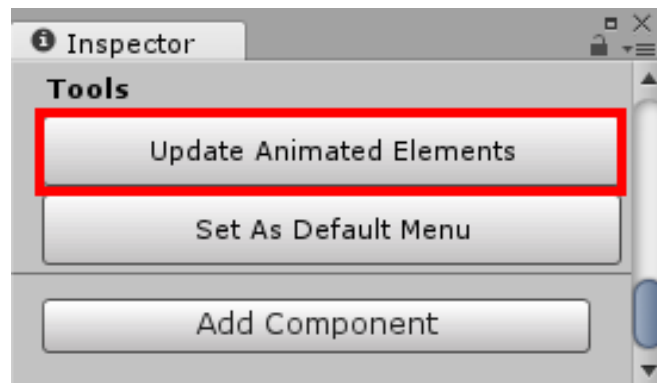 Inspector
Tools
Update Animated Elements
Set As Default Menu
Add Component